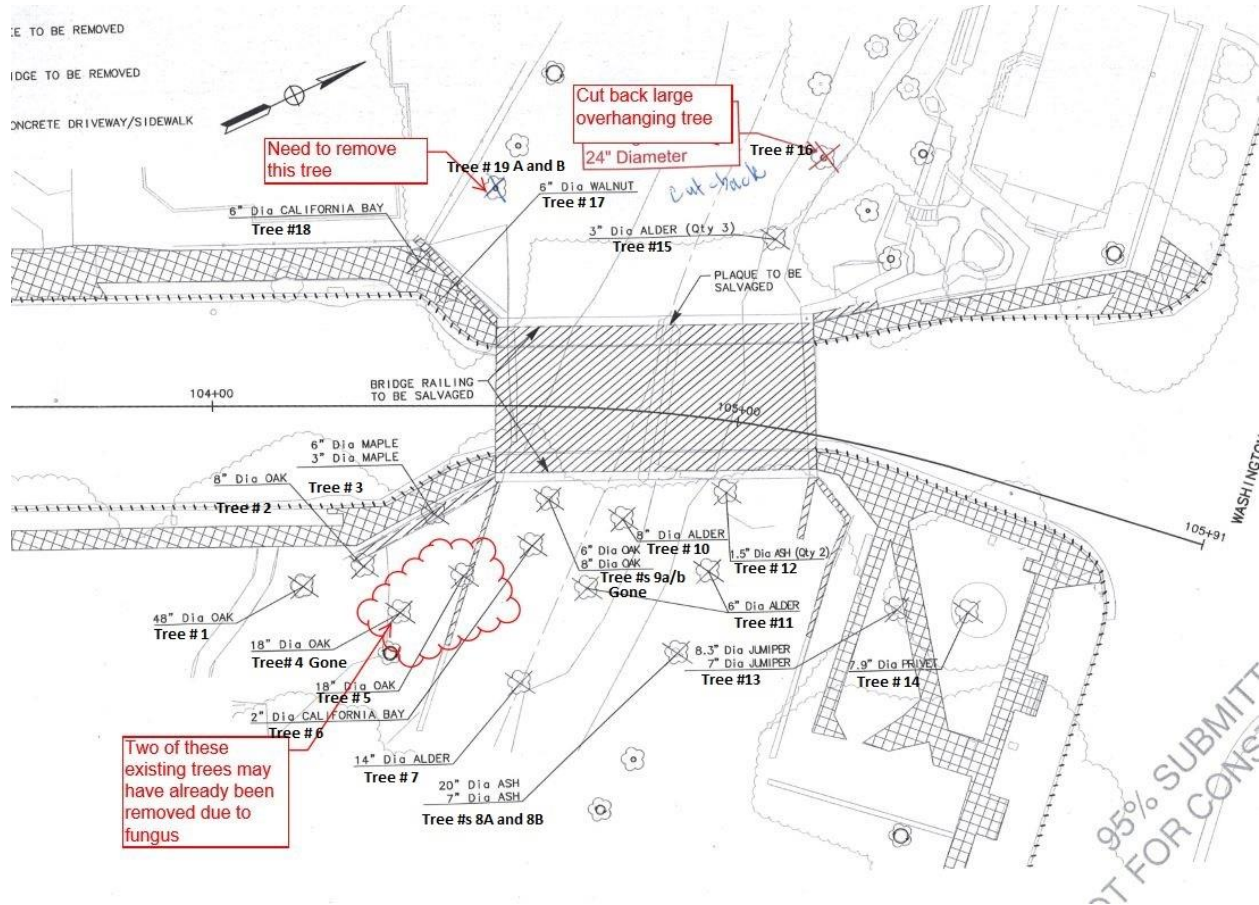 EE TO BE REMOVED
IDGE TO BE REMOVED
ONCRETE DRIVEWAY/SIDEWALK
Need to remove
this tree
Cut back large
overhanging tree
24" Diameter
cut-back
Tree # 16
Tree # 19 A and B
6" Dia WALNUT
Tree # 17
6" Dia CALIFORNIA BAY
Tree #18
3" Dia ALDER (Qty 3)
Tree #15
PLAQUE TO BE
SALVAGED
BRIDGE RAILING
TO BE SALVAGED
104+00
105+00
105+91
WASHINGTON
6" Dia MAPLE
3" Dia MAPLE
Tree # 3
8" Dia OAK
Tree # 2
48" Dia OAK
Tree # 1
18" Dia OAK
Tree# 4 Gone
18" Dia OAK
Tree # 5
2" Dia CALIFORNIA BAY
Tree # 6
14" Dia ALDER
Tree # 7
20" Dia ASH
7" Dia ASH
Tree #s 8A and 8B
6" Dia OAK
8" Dia OAK
Tree #s 9a/b
Gone
8" Dia ALDER
Tree # 10
1.5" Dia ASH (Qty 2)
Tree # 12
6" Dia ALDER
Tree #11
8.3" Dia JUMIPER
7" Dia JUMIPER
Tree #13
7.9" Dia PRIVET
Tree # 14
Two of these
existing trees may
have already been
removed due to
fungus
95% SUBMITT
OT FOR CONST